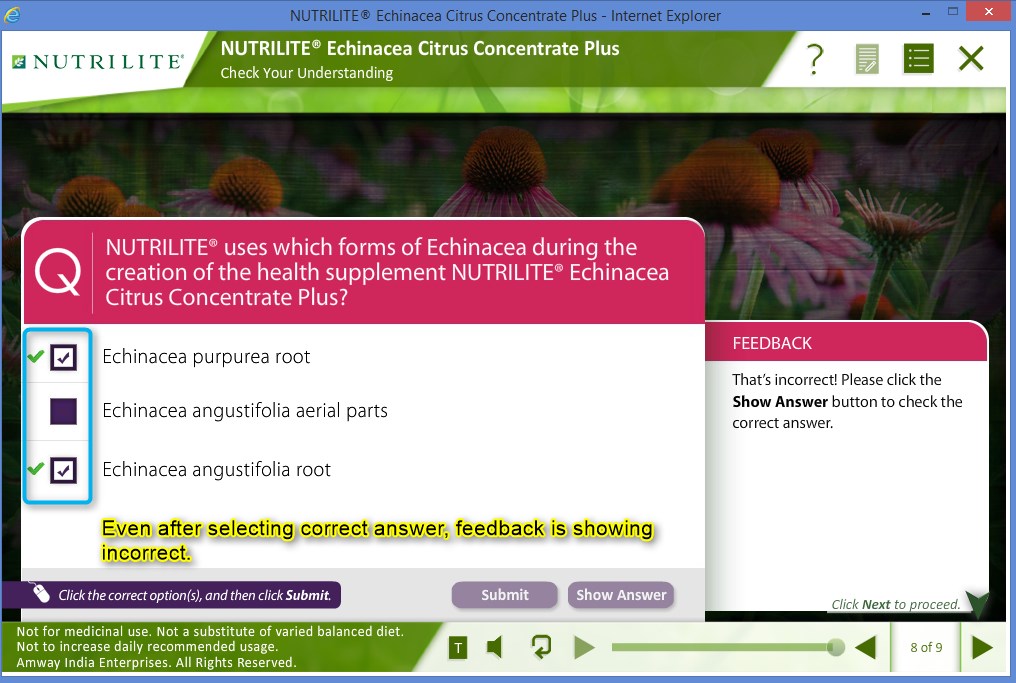 NUTRILITE® Echinacea Citrus Concentrate Plus - Internet Explorer
NUTRILITE®
NUTRILITE® Echinacea Citrus Concentrate Plus
Check Your Understanding
?
Q
NUTRILITE® uses which forms of Echinacea during the
creation of the health supplement NUTRILITE® Echinacea
Citrus Concentrate Plus?
Echinacea purpurea root
Echinacea angustifolia aerial parts
Echinacea angustifolia root
Even after selecting correct answer, feedback is showing
incorrect.
FEEDBACK
That's incorrect! Please click the
Show Answer button to check the
correct answer.
Click the correct option(s), and then click Submit.
Submit
Show Answer
Click Next to proceed.
Not for medicinal use. Not a substitute of varied balanced diet.
Not to increase daily recommended usage.
Amway India Enterprises. All Rights Reserved.
T
8 of 9